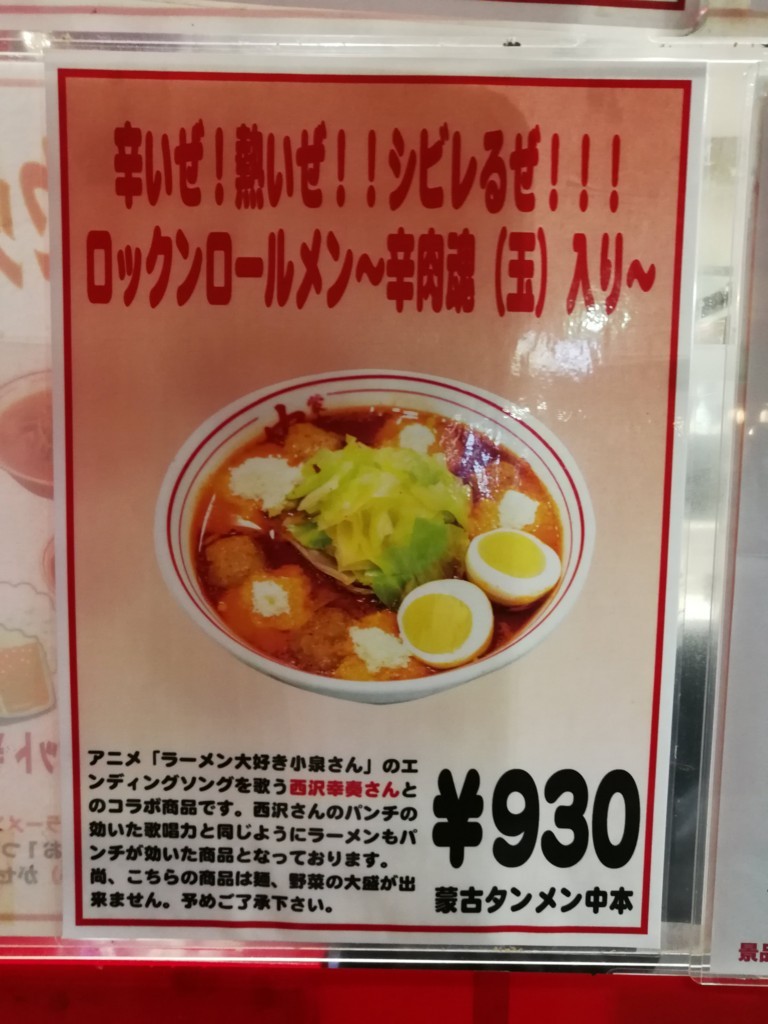 辛いぜ！熱いぜ！！シビレるぜ！！！
ロックンロールメン～辛肉魂（玉）入り～
アニメ「ラーメン大好き小泉さん」のエ
ンディングソングを歌う西沢幸奏さんと
のコラボ商品です。西沢さんのパンチの
効いた歌唱力と同じようにラーメンもパ
ンチが効いた商品となっております。
尚、こちらの商品は麺、野菜の大盛が出
来ません。予めご了承下さい。
¥930
蒙古タンメン中本
景品